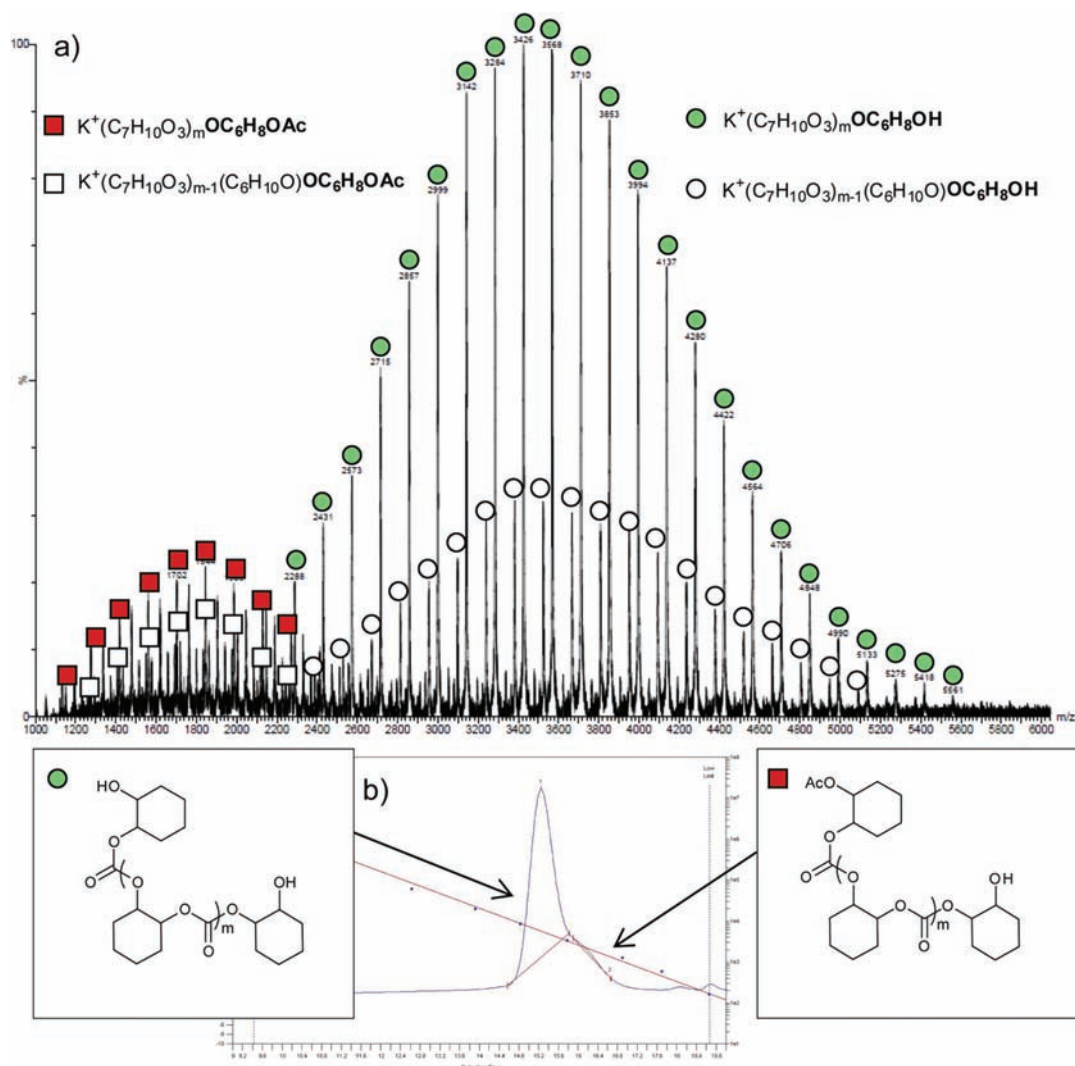 a)
100
%
0
K⁺(C₇H₁₀O₃)ₘOC₆H₈OAc
K⁺(C₇H₁₀O₃)ₘ₋₁(C₆H₁₀O)OC₆H₈OAc
K⁺(C₇H₁₀O₃)ₘOC₆H₈OH
K⁺(C₇H₁₀O₃)ₘ₋₁(C₆H₁₀O)OC₆H₈OH
1702
2288
2431
2573
2715
2857
2999
3142
3284
3426
3568
3710
3853
3994
4137
4280
4422
4564
4706
4848
4990
5133
5275
5418
5561
1000 1200 1400 1600 1800 2000 2200 2400 2600 2800 3000 3200 3400 3600 3800 4000 4200 4400 4600 4800 5000 5200 5400 5600 5800 6000 m/z
HO
O
O
O
O
O
O
m
O
OH
b)
AcO
O
O
O
O
O
O
m
O
OH